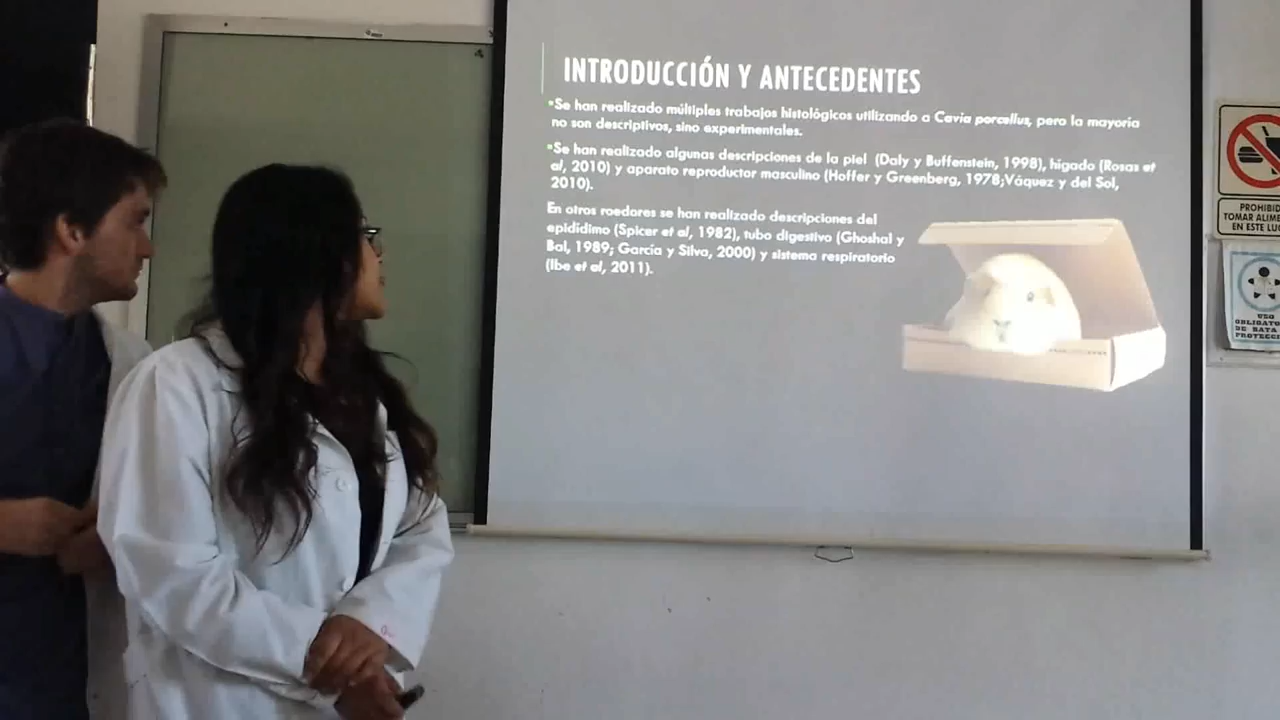 INTRODUCCIÓN Y ANTECEDENTES
Se han realizado múltiples trabajos histológicos utilizando a Cavia porcellus, pero la mayoría
no son descriptivos, sino experimentales.
Se han realizado algunas descripciones de la piel (Daly y Buffenstein, 1998), hígado (Rosas et
al, 2010) y aparato reproductor masculino (Hoffer y Greenberg, 1978;Váquez y del Sol,
2010).
En otros roedores se han realizado descripciones del
epidídimo (Spicer et al, 1982), tubo digestivo (Ghoshal y
Bal, 1989; García y Silva, 2000) y sistema respiratorio
(Ibe et al, 2011).
PROHIBID
TOMAR ALIME
EN ESTE LUG
USO
OBLIGATO
DE BATA
PROTECCI